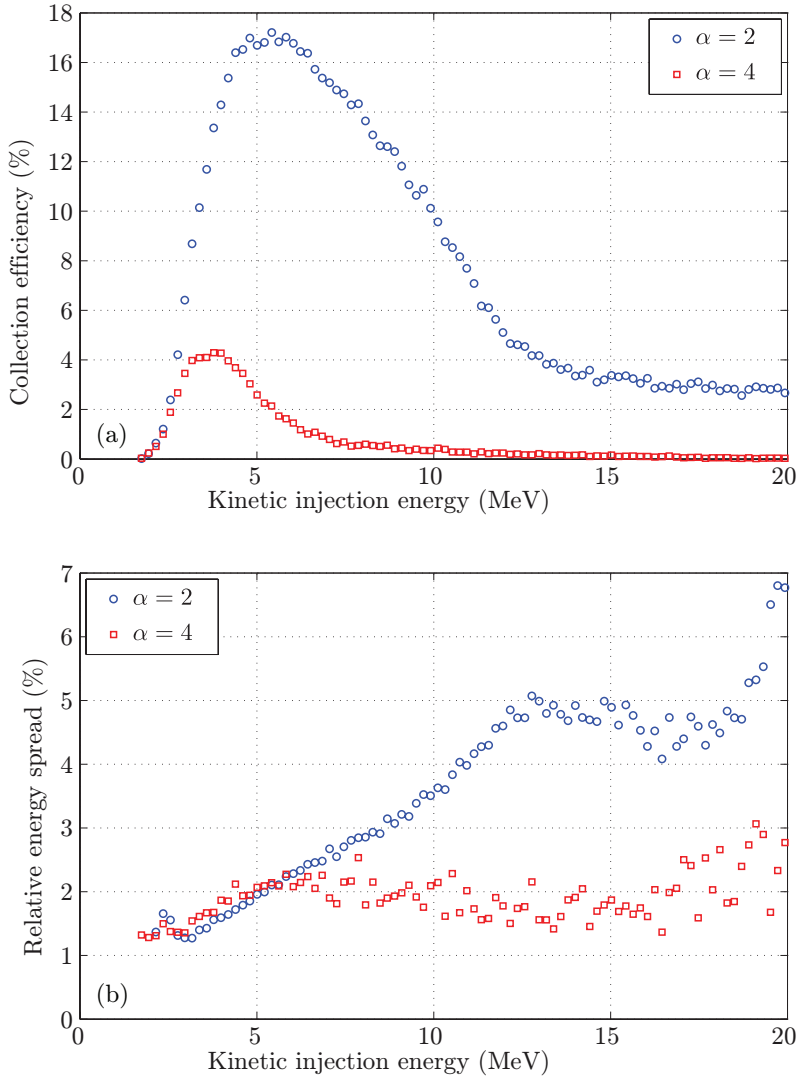 18
16
14
12
10
8
6
4
2
0
Collection efficiency (%)
α = 2
α = 4
(a)
0 5 10 15 20
Kinetic injection energy (MeV)
7
6
5
4
3
2
1
0
Relative energy spread (%)
α = 2
α = 4
(b)
0 5 10 15 20
Kinetic injection energy (MeV)